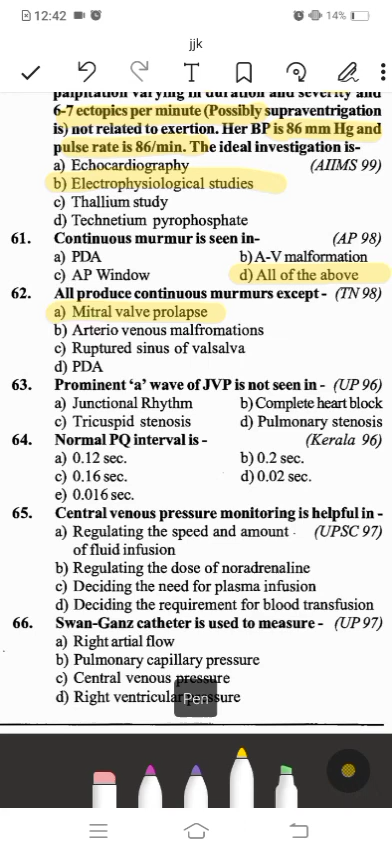 12:42
14%
jjk
T
palpitation varying in duration and severity and
6-7 ectopics per minute (Possibly supraventrigation
is) not related to exertion. Her BP is 86 mm Hg and
pulse rate is 86/min. The ideal investigation is-
a) Echocardiography (AIIMS 99)
b) Electrophysiological studies
c) Thallium study
d) Technetium pyrophosphate
61. Continuous murmur is seen in- (AP 98)
a) PDA b) A-V malformation
c) AP Window d) All of the above
62. All produce continuous murmurs except - (TN 98)
a) Mitral valve prolapse
b) Arterio venous malfromations
c) Ruptured sinus of valsalva
d) PDA
63. Prominent ‘a’ wave of JVP is not seen in - (UP 96)
a) Junctional Rhythm b) Complete heart block
c) Tricuspid stenosis d) Pulmonary stenosis
64. Normal PQ interval is - (Kerala 96)
a) 0.12 sec. b) 0.2 sec.
c) 0.16 sec. d) 0.02 sec.
e) 0.016 sec.
65. Central venous pressure monitoring is helpful in -
a) Regulating the speed and amount (UPSC 97)
of fluid infusion
b) Regulating the dose of noradrenaline
c) Deciding the need for plasma infusion
d) Deciding the requirement for blood transfusion
66. Swan-Ganz catheter is used to measure - (UP 97)
a) Right artial flow
b) Pulmonary capillary pressure
c) Central venous pressure
d) Right ventricular pressure
Pen